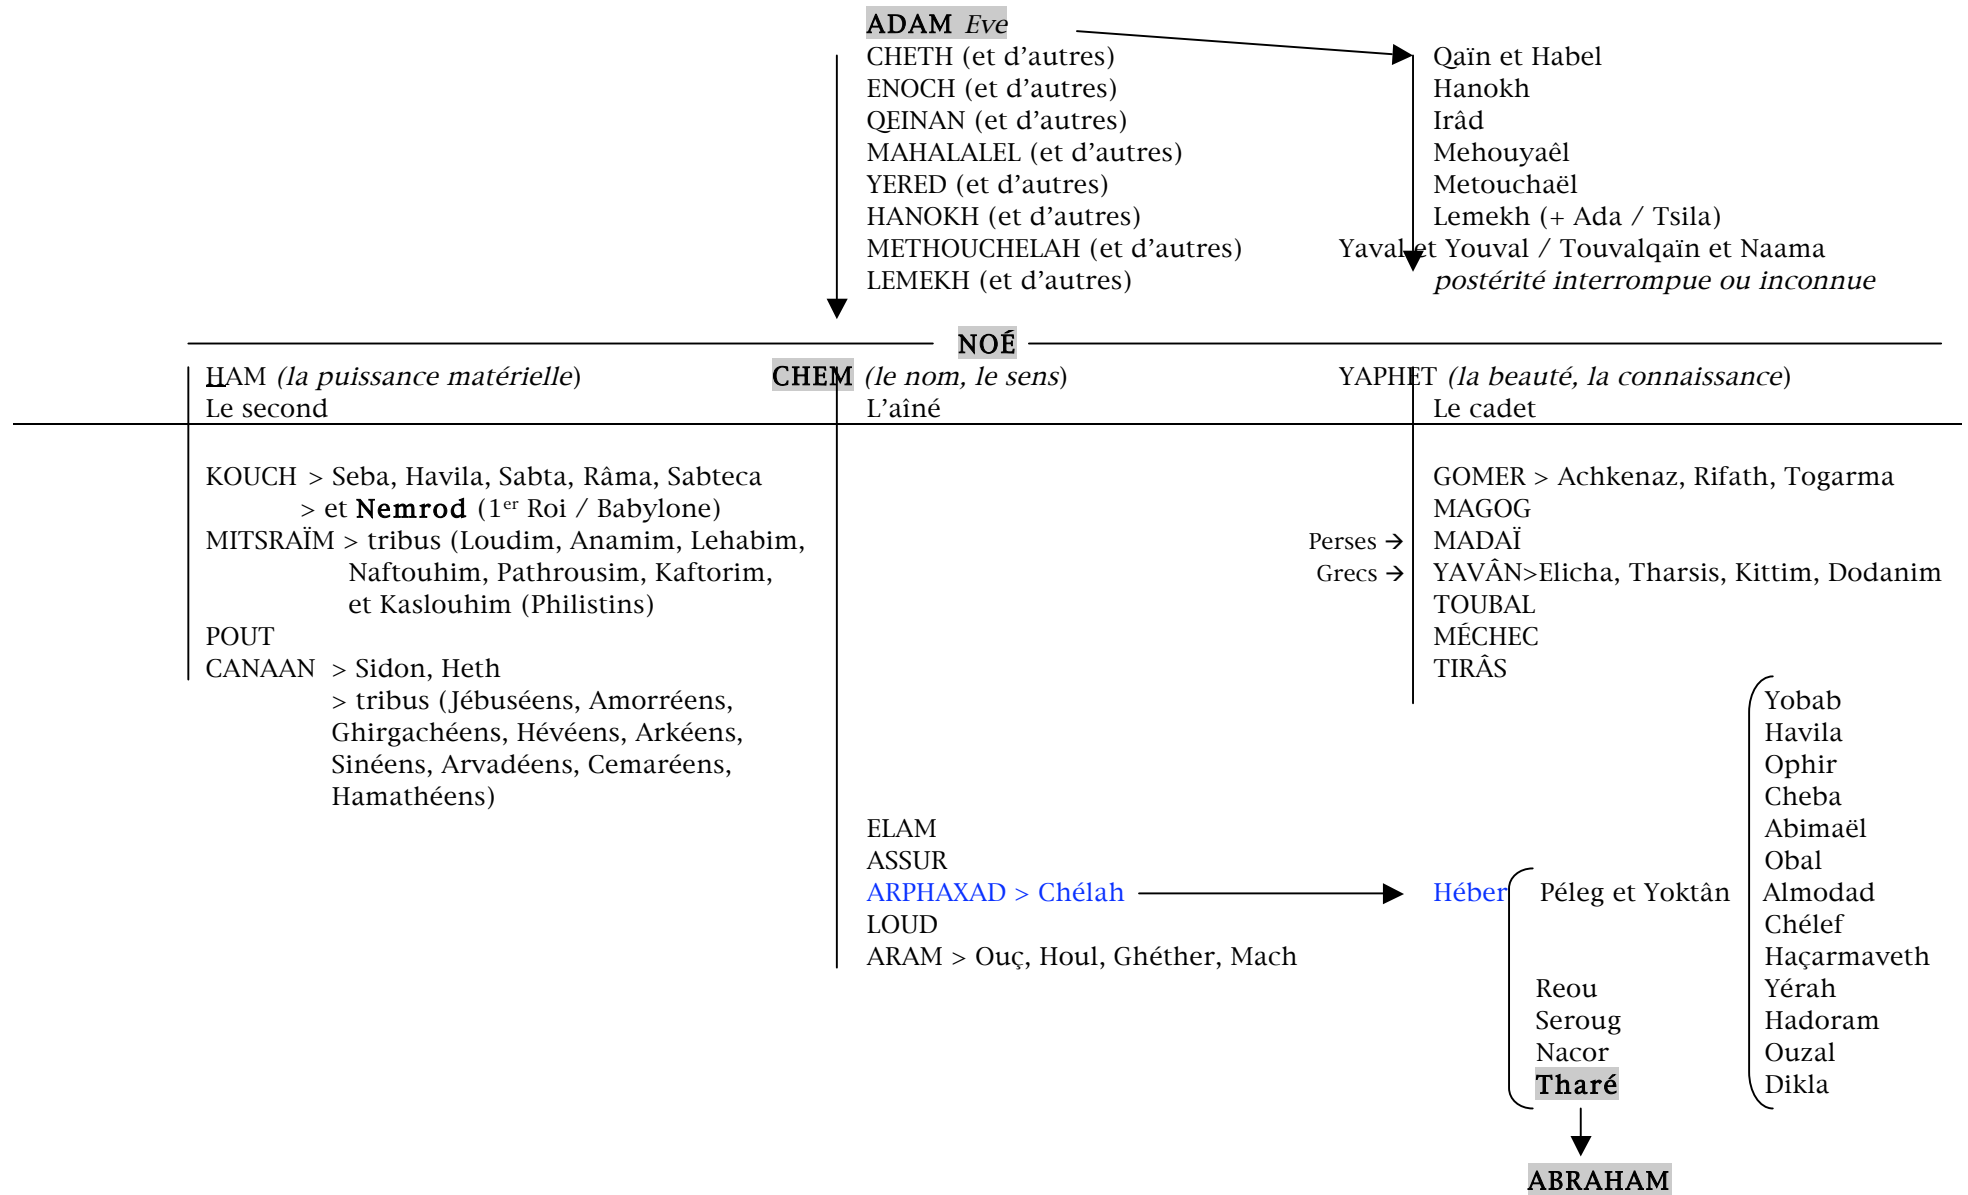 ADAM Eve
CHETH (et d'autres)
ENOCH (et d'autres)
QEINAN (et d'autres)
MAHALALEL (et d'autres)
YERED (et d'autres)
HANOKH (et d'autres)
METHOUCHELAH (et d'autres)
LEMEKH (et d'autres)
Qaïn et Habel
Hanokh
Irâd
Mehouyaêl
Metouchaël
Lemekh (+ Ada / Tsila)
Yaval et Youval / Touvalqaïn et Naama
postérité interrompue ou inconnue
NOÉ
HAM (la puissance matérielle)
Le second
CHEM (le nom, le sens)
L'aîné
YAPHET (la beauté, la connaissance)
Le cadet
KOUCH > Seba, Havila, Sabta, Râma, Sabteca
> et Nemrod (1er Roi / Babylone)
MITSRAÏM > tribus (Loudim, Anamim, Lehabim,
Naftouhim, Pathrousim, Kaftorim,
et Kaslouhim (Philistins)
POUT
CANAAN > Sidon, Heth
> tribus (Jébuséens, Amorréens,
Ghirgachéens, Hévéens, Arkéens,
Sinéens, Arvadéens, Cemaréens,
Hamathéens)
GOMER > Achkenaz, Rifath, Togarma
MAGOG
Perses → MADAÏ
Grecs → YAVÂN>Elicha, Tharsis, Kittim, Dodanim
TOUBAL
MÉCHEC
TIRÂS
ELAM
ASSUR
ARPHAXAD > Chélah
LOUD
ARAM > Ouç, Houl, Ghéther, Mach
Héber
Péleg et Yoktân
Reou
Seroug
Nacor
Tharé
ABRAHAM
Yobab
Havila
Ophir
Cheba
Abimaël
Obal
Almodad
Chélef
Haçarmaveth
Yérah
Hadoram
Ouzal
Dikla